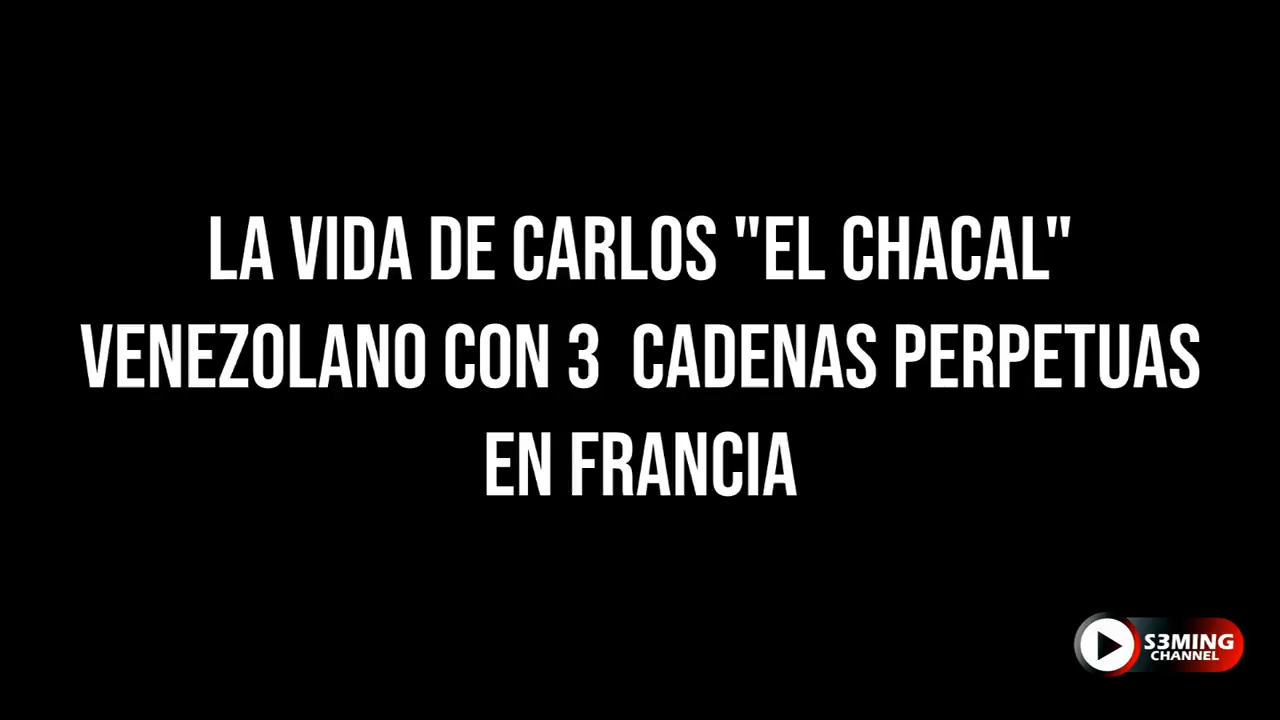 LA VIDA DE CARLOS "EL CHACAL"
VENEZOLANO CON 3 CADENAS PERPETUAS
EN FRANCIA
S3MING
CHANNEL